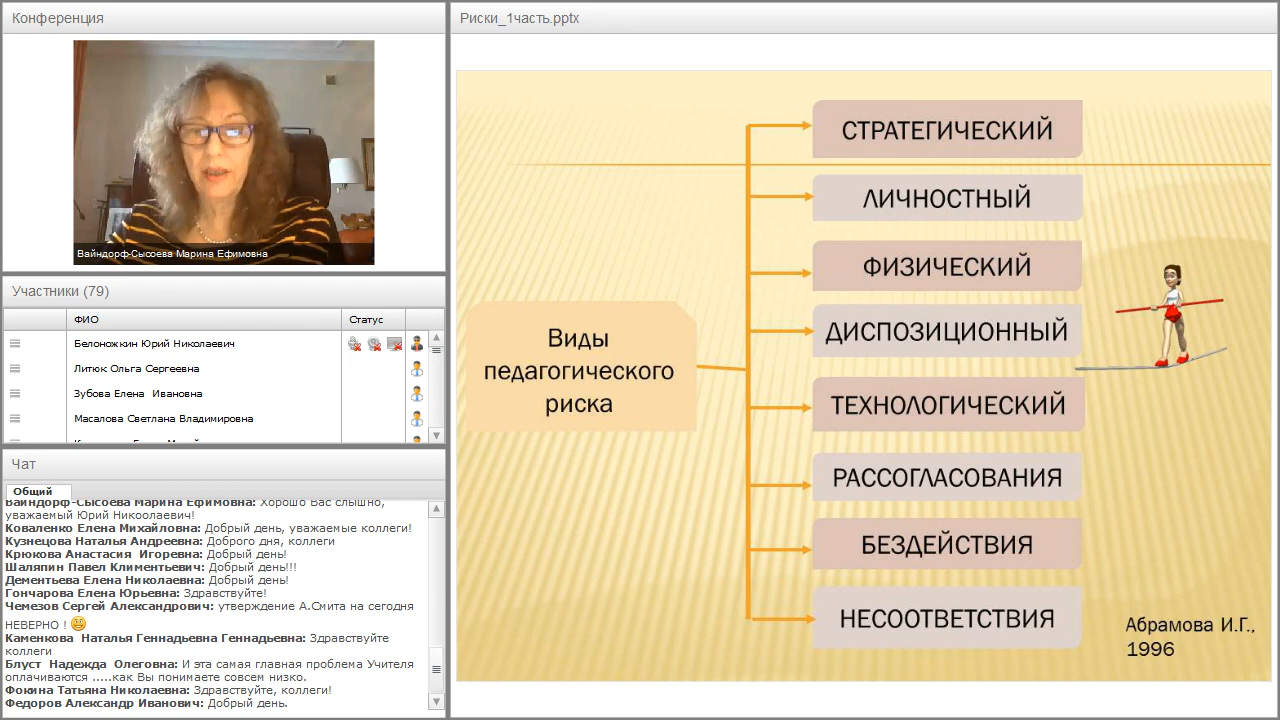 Конференция
Вайндорф-Сысоева Марина Ефимовна
Участники (79)
ФИО
Статус
Белоножкин Юрий Николаевич
Литюк Ольга Сергеевна
Зубова Елена Ивановна
Масалова Светлана Владимировна
Чат
Общий
Вайндорф-Сысоева Марина Ефимовна: Хорошо Вас слышно,
уважаемый Юрий Никоолаевич!
Коваленко Елена Михайловна: Добрый день, уважаемые коллеги!
Кузнецова Наталья Андреевна: Доброго дня, коллеги
Крюкова Анастасия Игоревна: Добрый день!
Шаляпин Павел Климентьевич: Добрый день!!!
Дементьева Елена Николаевна: Добрый день!
Гончарова Елена Юрьевна: Здравствуйте!
Чемезов Сергей Александрович: утверждение А.Смита на сегодня
НЕВЕРНО !
Каменкова Наталья Геннадьевна Геннадьевна: Здравствуйте
коллеги
Блуст Надежда Олеговна: И эта самая главная проблема Учителя
оплачиваются .....как Вы понимаете совсем низко.
Фокина Татьяна Николаевна: Здравствуйте, коллеги!
Федоров Александр Иванович: Добрый день.
Риски_1часть.pptx
Виды
педагогического
риска
СТРАТЕГИЧЕСКИЙ
ЛИЧНОСТНЫЙ
ФИЗИЧЕСКИЙ
ДИСПОЗИЦИОННЫЙ
ТЕХНОЛОГИЧЕСКИЙ
РАССОГЛАСОВАНИЯ
БЕЗДЕЙСТВИЯ
НЕСООТВЕТСТВИЯ
Абрамова И.Г.,
1996